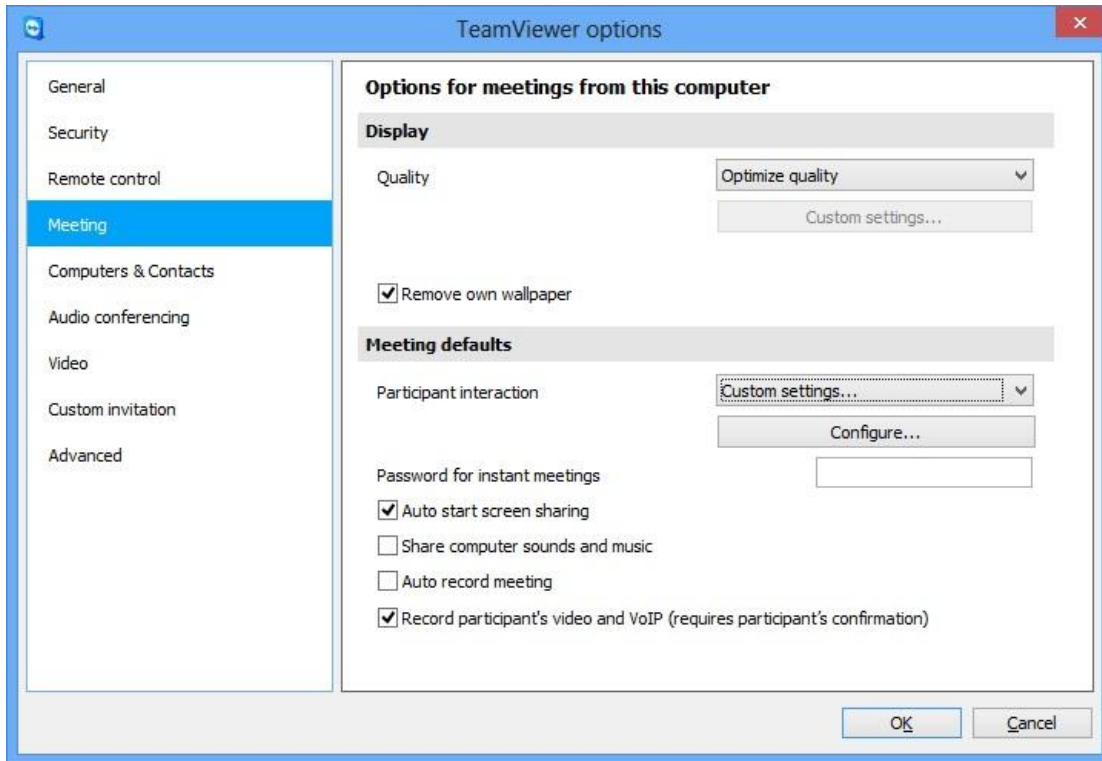 TeamViewer options
General
Security
Remote control
Meeting
Computers & Contacts
Audio conferencing
Video
Custom invitation
Advanced
Options for meetings from this computer
Display
Quality
Optimize quality
Custom settings...
Remove own wallpaper
Meeting defaults
Participant interaction
Custom settings...
Configure...
Password for instant meetings
Auto start screen sharing
Share computer sounds and music
Auto record meeting
Record participant's video and VoIP (requires participant's confirmation)
OK
Cancel